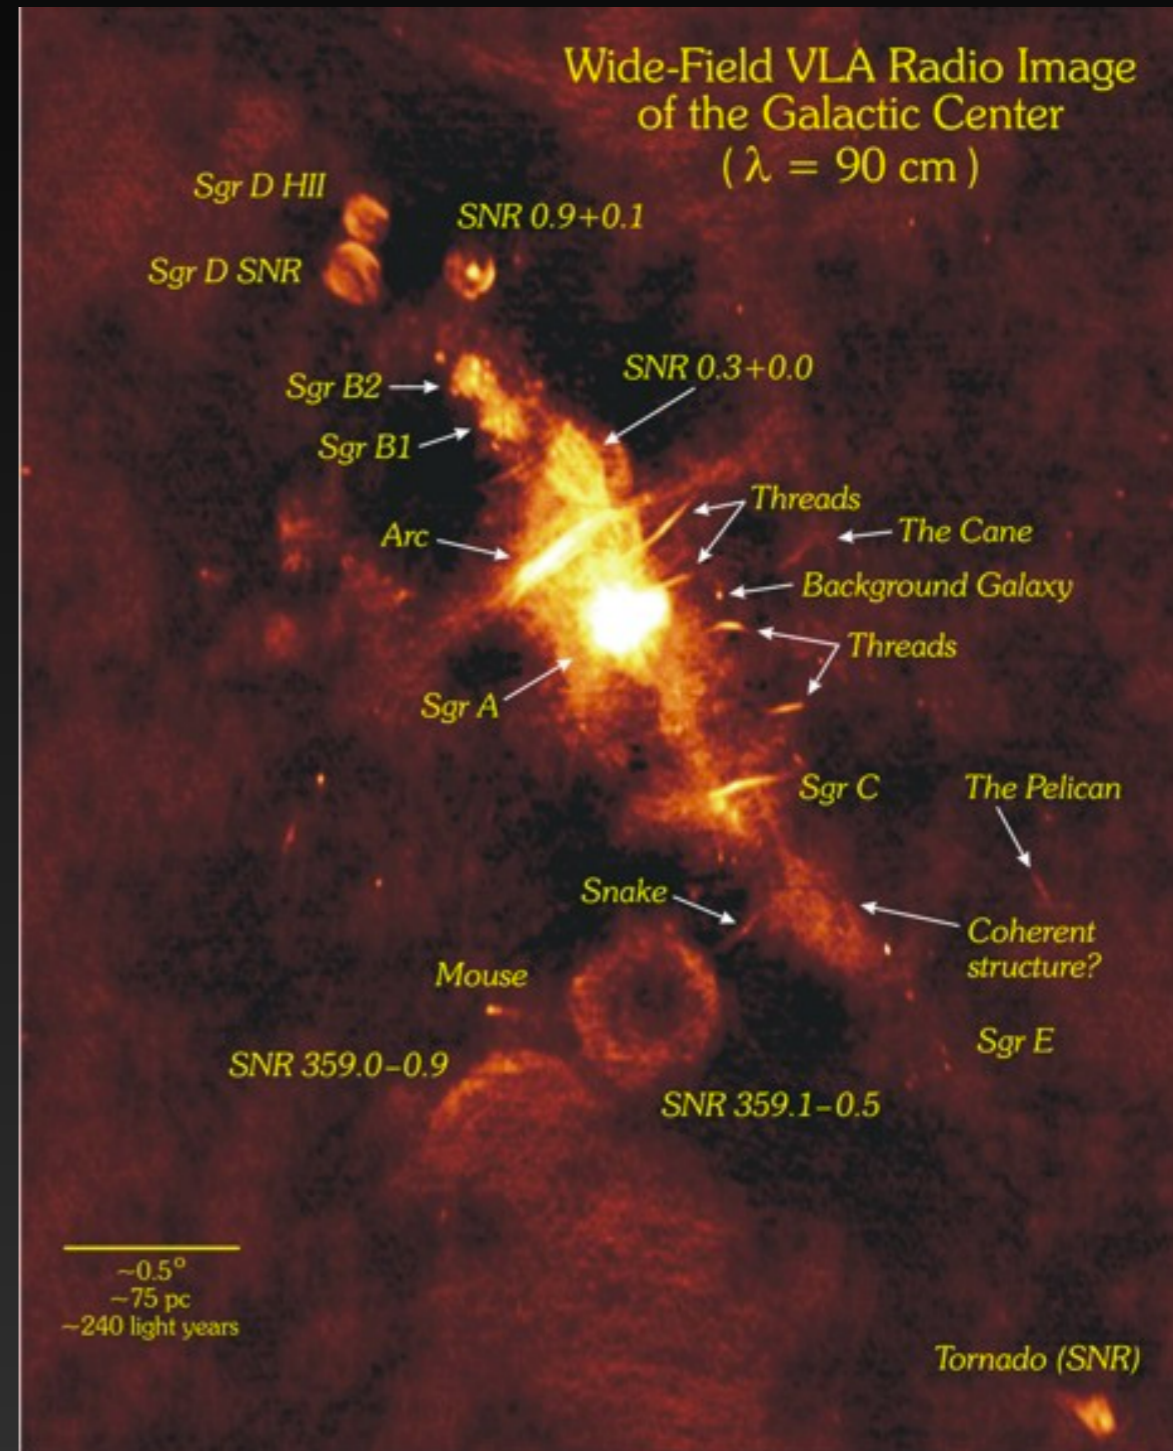 Wide-Field VLA Radio Image
of the Galactic Center
( λ = 90 cm )
Sgr D HII
SNR 0.9+0.1
Sgr D SNR
SNR 0.3+0.0
Sgr B2
Sgr B1
Threads
Arc
The Cane
Background Galaxy
Threads
Sgr A
Sgr C
The Pelican
Snake
Coherent
structure?
Mouse
Sgr E
SNR 359.0–0.9
SNR 359.1–0.5
~0.5°
~75 pc
~240 light years
Tornado (SNR)